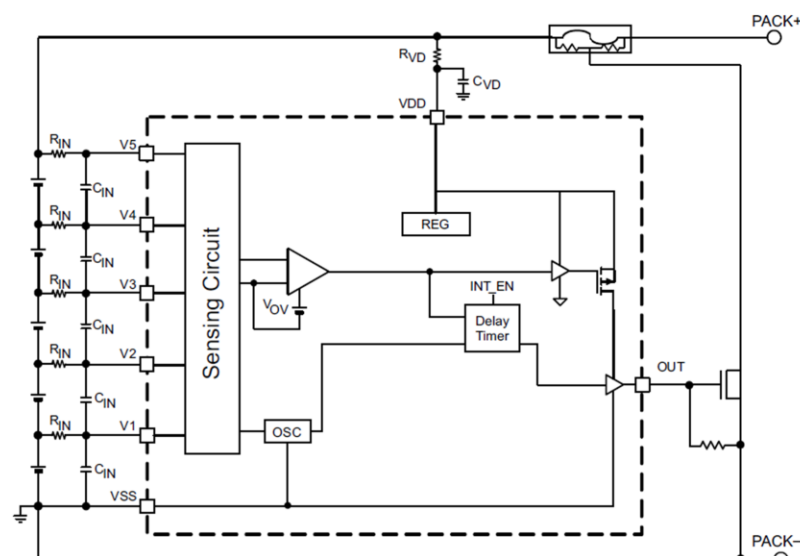 PACK+
RVD
CVD
VDD
RIN
V5
CIN
RIN
V4
REG
CIN
RIN
V3
Sensing Circuit
VOV
INT_EN
Delay
Timer
CIN
RIN
V2
OUT
CIN
RIN
V1
OSC
CIN
VSS
PACK–